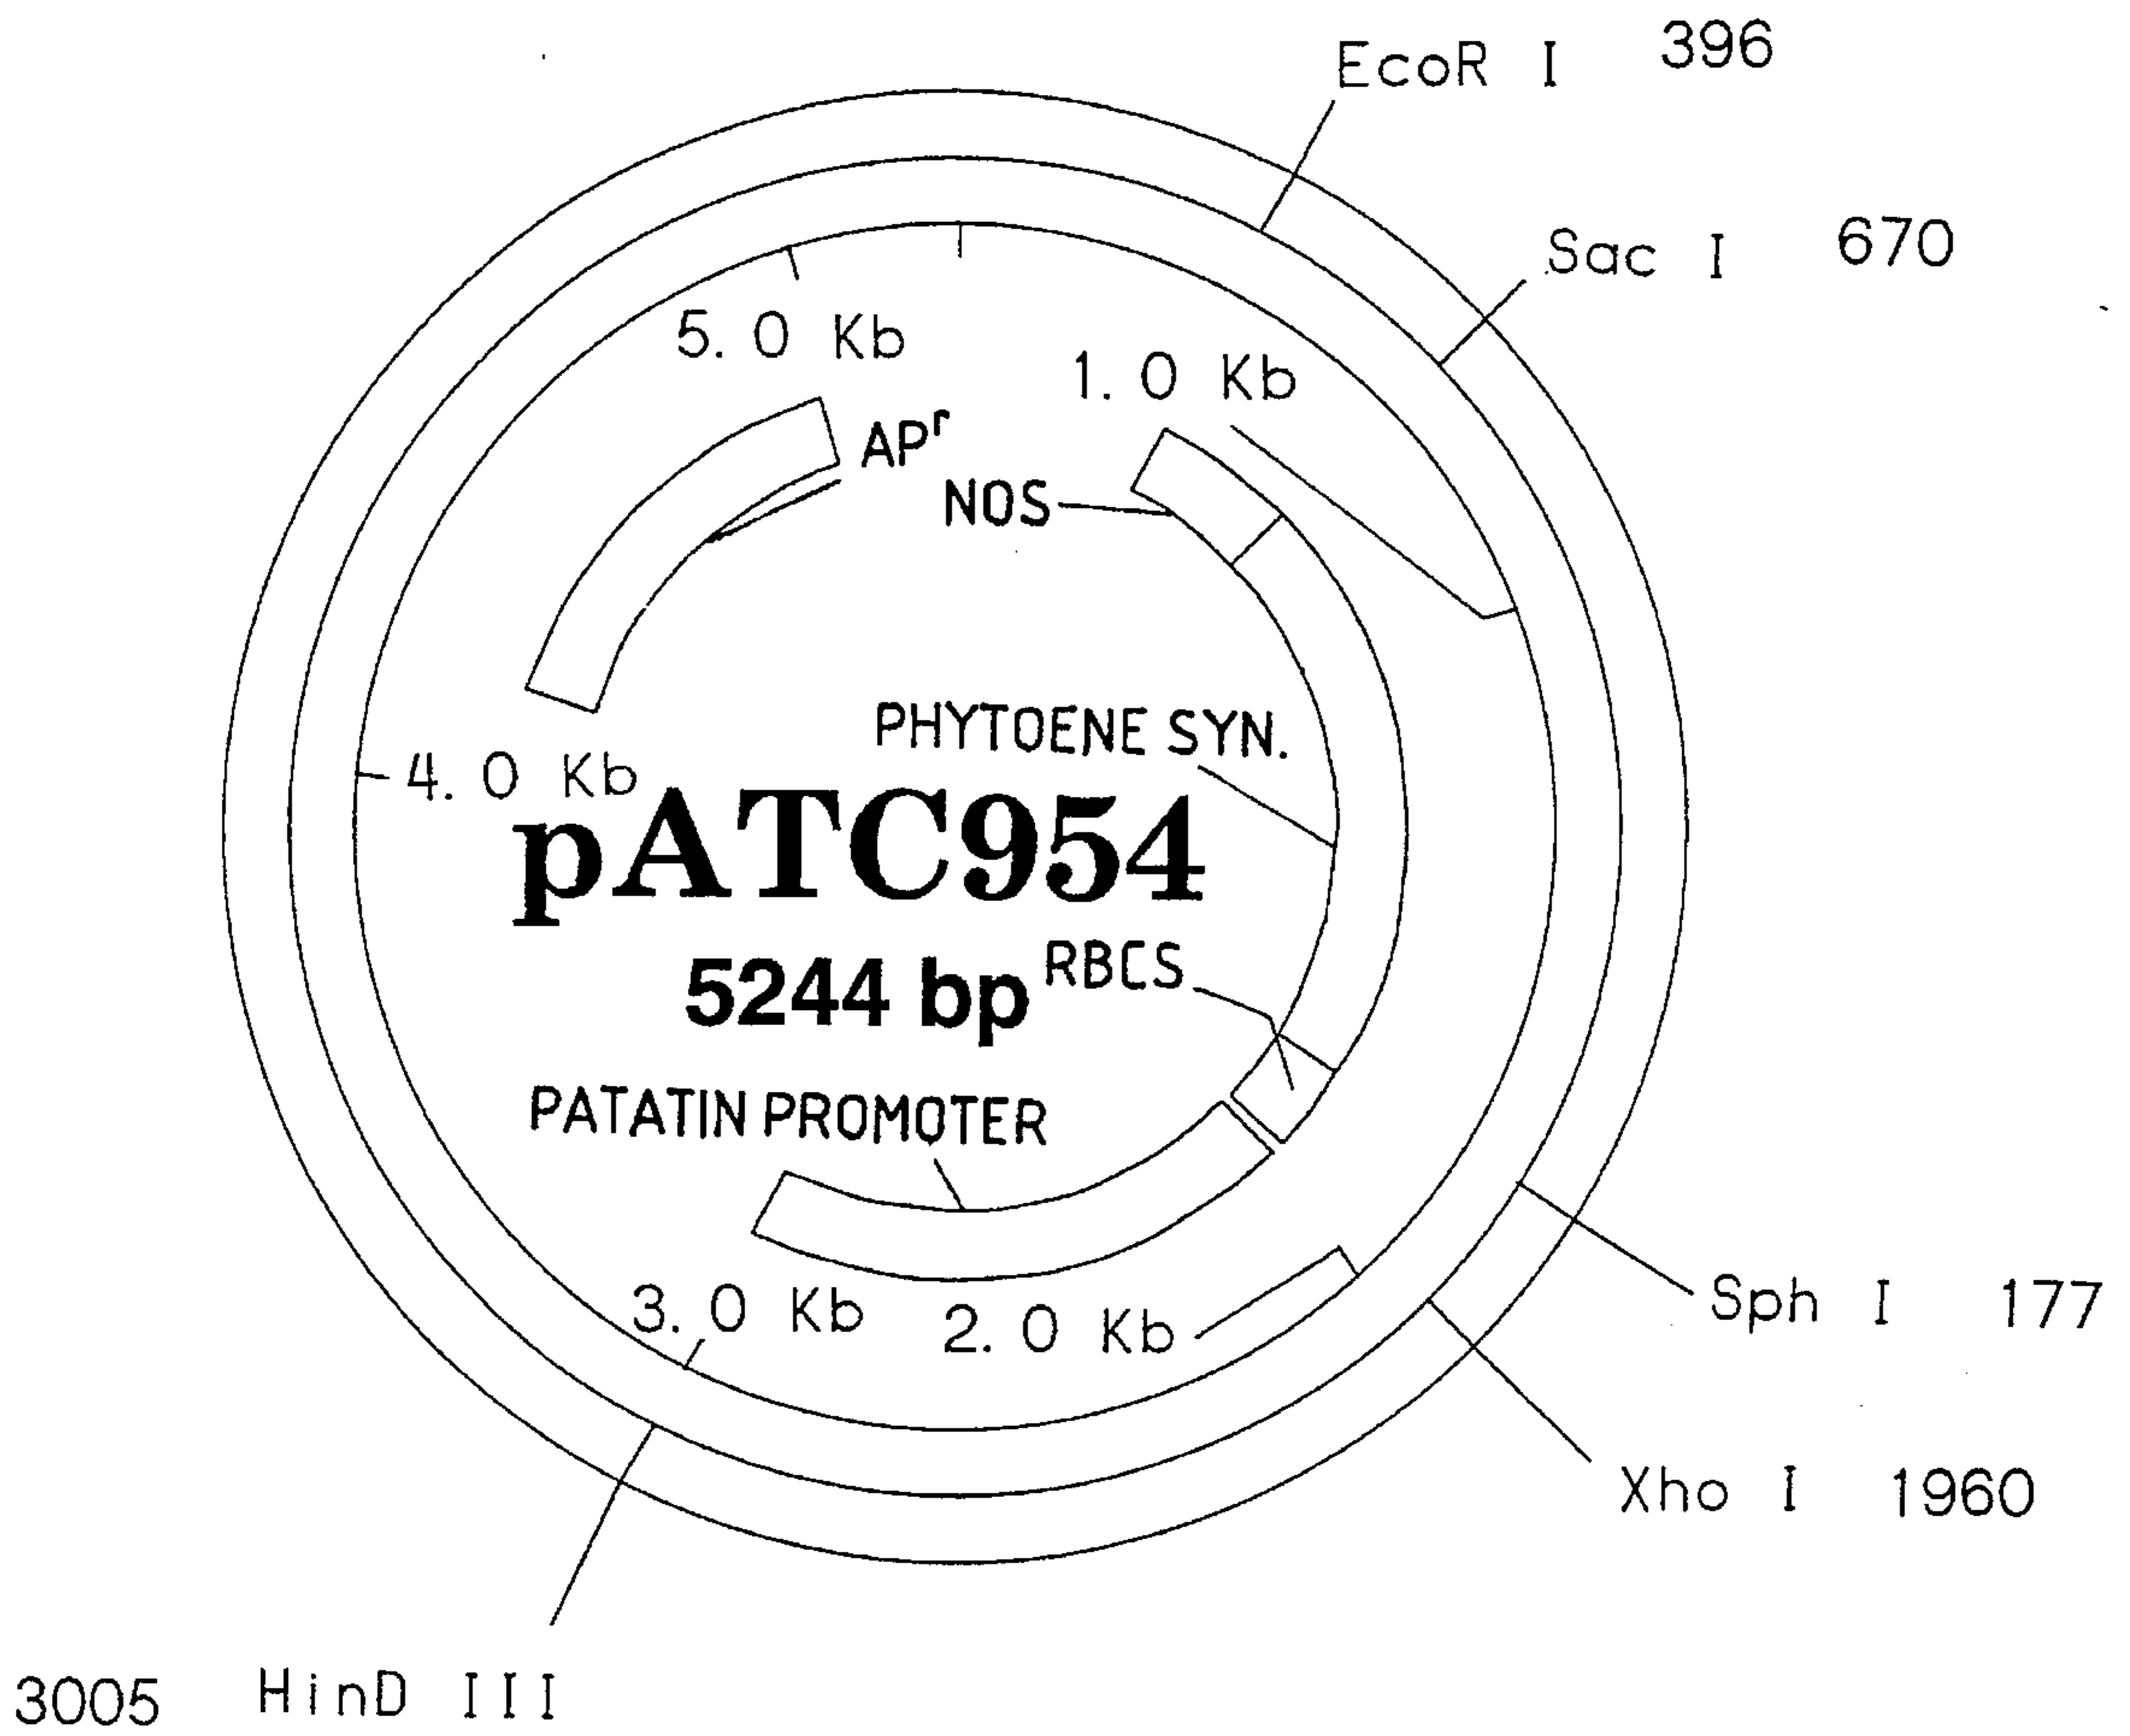 EcoR I 396
Sac I 670
5. 0 Kb
1. 0 Kb
APr
NOS
PHYTOENE SYN.
4. 0 Kb
pATC954
5244 bp
RBCS
PATATIN PROMOTER
3. 0 Kb
2. 0 Kb
Sph I 177
Xho I 1960
3005 HinD III